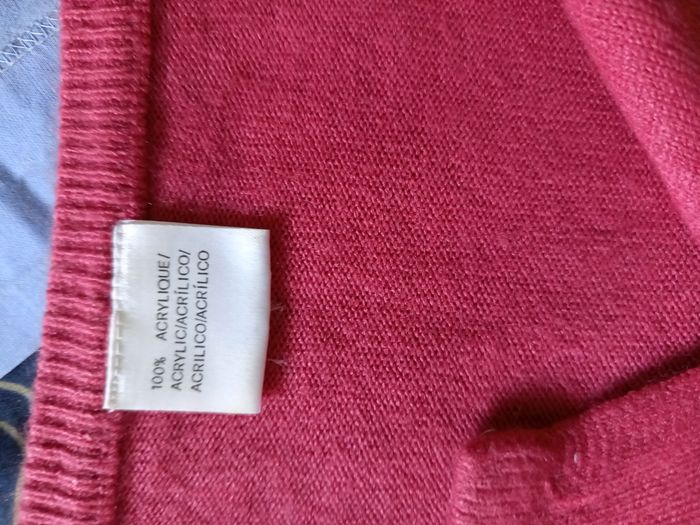 100% ACRYLIQUE/
ACRYLIC/ACRÍLICO/
ACRILICO/ACRÍLICO